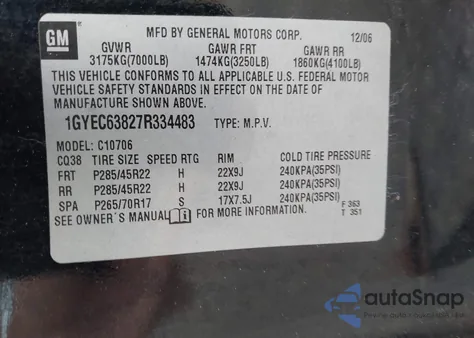 GM
MFD BY GENERAL MOTORS CORP. 12/06
GVWR GAWR FRT GAWR RR
3175KG(7000LB) 1474KG(3250LB) 1860KG(4100LB)
THIS VEHICLE CONFORMS TO ALL APPLICABLE U.S. FEDERAL MOTOR
VEHICLE SAFETY STANDARDS IN EFFECT ON THE DATE OF
MANUFACTURE SHOWN ABOVE.
1GYEC63827R334483 TYPE: M.P.V.
MODEL: C10706
CQ38 TIRE SIZE SPEED RTG RIM COLD TIRE PRESSURE
FRT P285/45R22 H 22X9J 240KPA(35PSI)
RR P285/45R22 H 22X9J 240KPA(35PSI)
SPA P265/70R17 S 17X7.5J 240KPA(35PSI)
SEE OWNER'S MANUAL FOR MORE INFORMATION. F 363
T 351
autoSnap